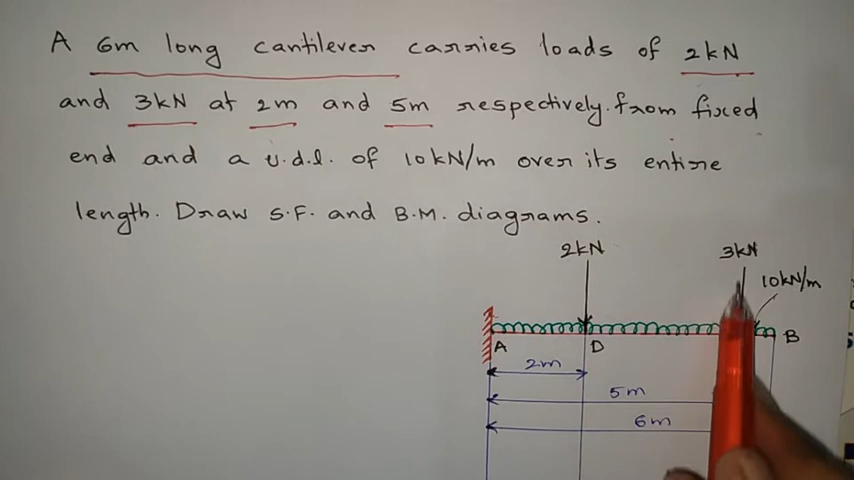 A 6m long cantilever carries loads of 2kN
and 3kN at 2m and 5m respectively. from fixed
end and a u.d.l. of 10kN/m over its entire
length. Draw S.F. and B.M. diagrams.
2kN 3kN
10kN/m
A D B
2m
5m
6m